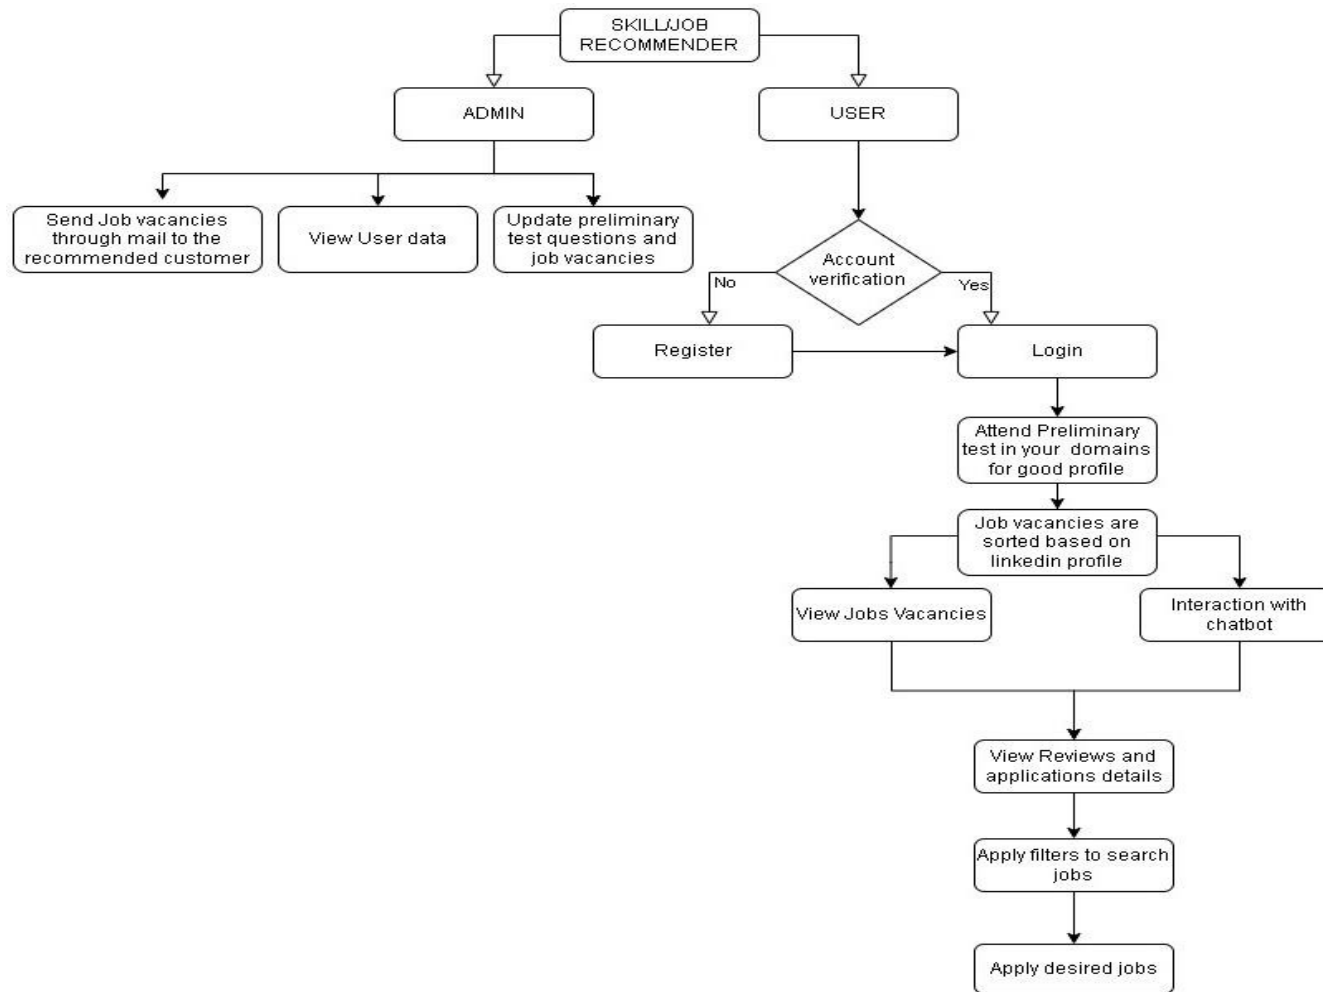 SKILL/JOB
RECOMMENDER
ADMIN
USER
Send Job vacancies
through mail to the
recommended customer
View User data
Update preliminary
test questions and
job vacancies
Account
verification
No
Yes
Register
Login
Attend Preliminary
test in your domains
for good profile
Job vacancies are
sorted based on
linkedin profile
View Jobs Vacancies
Interaction with
chatbot
View Reviews and
applications details
Apply filters to search
jobs
Apply desired jobs